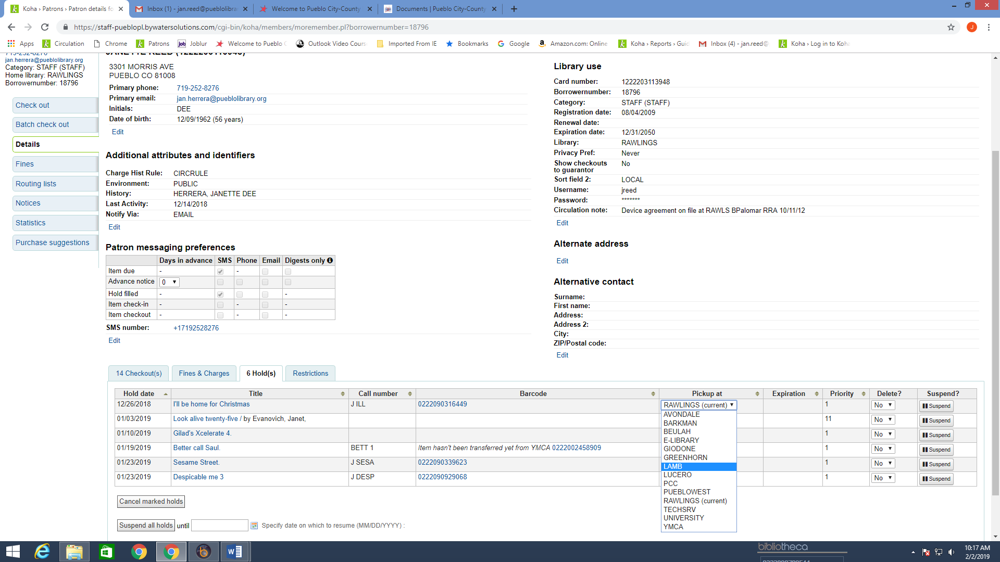 Koha › Patrons › Patron details fo
Inbox (1) - jan.reed@pueblolibra
Welcome to Pueblo City-County
Documents | Pueblo City-County
https://staff-pueblopl.bywatersolutions.com/cgi-bin/koha/members/moremember.pl?borrowernumber=18796
J
Apps
Circulation
Chrome
Patrons
Joblur
Welcome to Pueblo C
Outlook Video Cours
Imported From IE
Bookmarks
Google
Amazon.com: Online
Koha › Reports › Guid
Inbox (4) - jan.reed@
Koha › Log in to Koha
719-252-8276
jan.herrera@pueblolibrary.org
Category: STAFF (STAFF)
Home library: RAWLINGS
Borrowernumber: 18796
Check out
Batch check out
Details
Fines
Routing lists
Notices
Statistics
Purchase suggestions
3301 MORRIS AVE
PUEBLO CO 81008
Primary phone: 719-252-8276
Primary email: jan.herrera@pueblolibrary.org
Initials: DEE
Date of birth: 12/09/1962 (56 years)
Edit
Additional attributes and identifiers
Charge Hist Rule: CIRCRULE
Environment: PUBLIC
History: HERRERA, JANETTE DEE
Last Activity: 12/14/2018
Notify Via: EMAIL
Edit
Patron messaging preferences
Days in advance SMS Phone Email Digests only
Item due - -
Advance notice 0
Hold filled - -
Item check-in - - -
Item checkout - - -
SMS number: +17192528276
Edit
Library use
Card number: 1222203113948
Borrowernumber: 18796
Category: STAFF (STAFF)
Registration date: 08/04/2009
Renewal date:
Expiration date: 12/31/2050
Library: RAWLINGS
Privacy Pref: Never
Show checkouts to guarantor No
Sort field 2: LOCAL
Username: jreed
Password: *******
Circulation note: Device agreement on file at RAWLS BPalomar RRA 10/11/12
Edit
Alternate address
Edit
Alternative contact
Surname:
First name:
Address:
Address 2:
City:
ZIP/Postal code:
Edit
14 Checkout(s)
Fines & Charges
6 Hold(s)
Restrictions
Hold date Title Call number Barcode Pickup at Expiration Priority Delete? Suspend?
12/26/2018 I'll be home for Christmas J ILL 0222090316449 RAWLINGS (current) 1 No Suspend
01/03/2019 Look alive twenty-five / by Evanovich, Janet, 11 No Suspend
01/10/2019 Gilad's Xcelerate 4. 1 No Suspend
01/19/2019 Better call Saul. BETT 1 Item hasn't been transferred yet from YMCA 0222002458909 1 No Suspend
01/23/2019 Sesame Street. J SESA 0222090339623 1 No Suspend
01/23/2019 Despicable me 3 J DESP 0222090929068 1 No Suspend
AVONDALE
BARKMAN
BEULAH
E-LIBRARY
GIODONE
GREENHORN
LAMB
LUCERO
PCC
PUEBLOWEST
RAWLINGS (current)
TECHSRV
UNIVERSITY
YMCA
Cancel marked holds
Suspend all holds until Specify date on which to resume (MM/DD/YYYY) :
bibliotheca
10:17 AM
2/2/2019